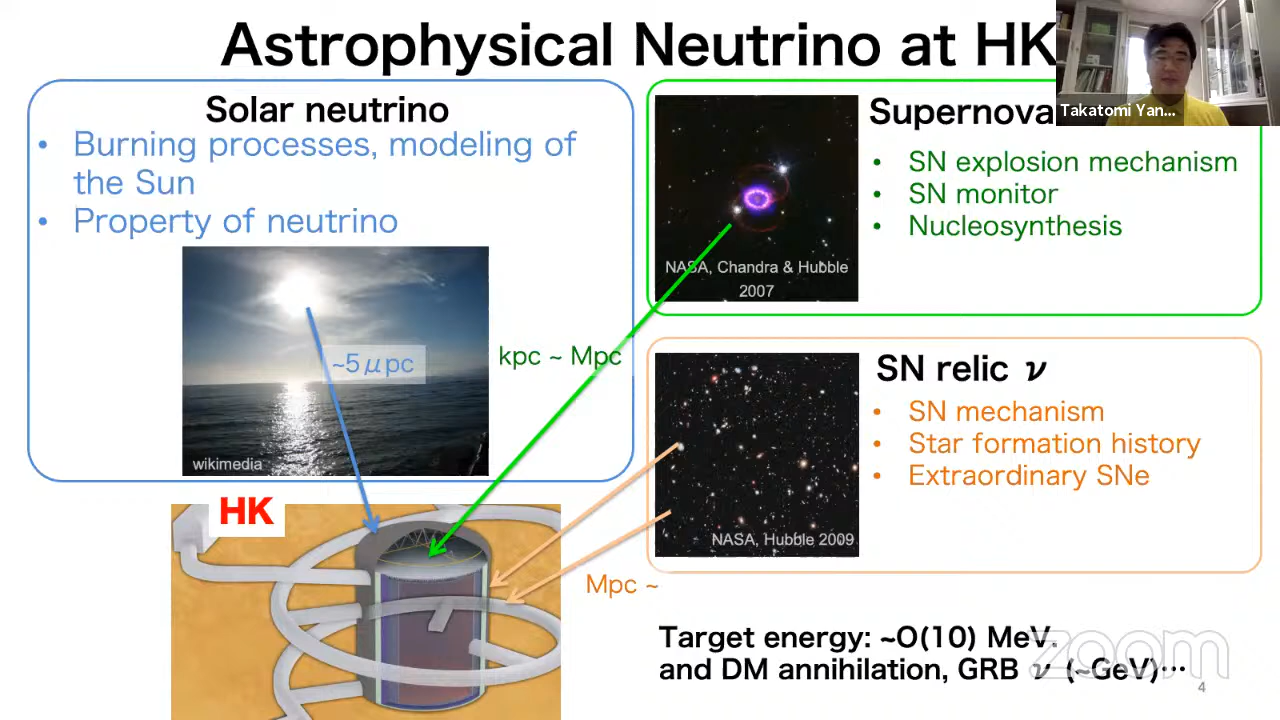 Astrophysical Neutrino at HK
Takatomi Yan...
Solar neutrino
• Burning processes, modeling of
the Sun
• Property of neutrino
~5μpc
wikimedia
kpc ~ Mpc
Supernova
• SN explosion mechanism
• SN monitor
• Nucleosynthesis
NASA, Chandra & Hubble
2007
SN relic ν
• SN mechanism
• Star formation history
• Extraordinary SNe
NASA, Hubble 2009
HK
Mpc ~
Target energy: ~O(10) MeV.
and DM annihilation, GRB ν (~GeV)…
zoom
4